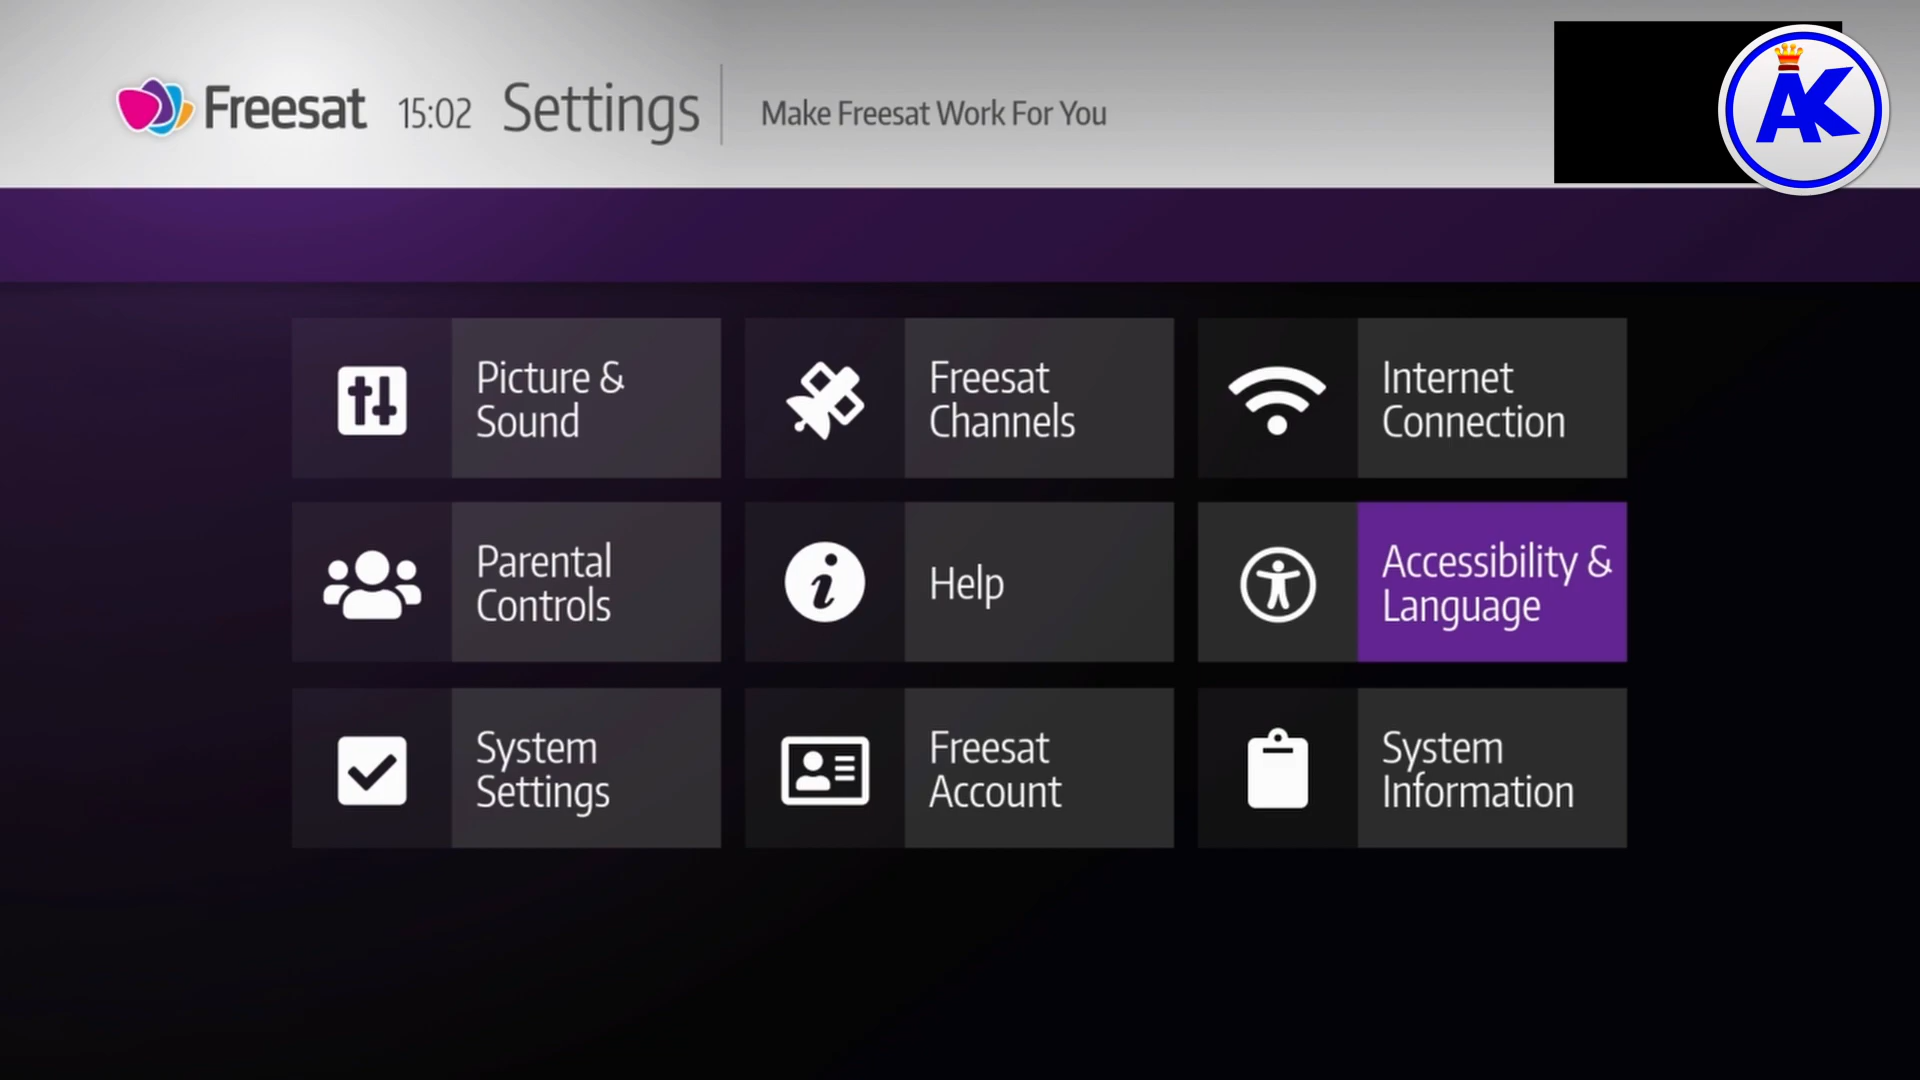 Freesat 15:02 Settings Make Freesat Work For You
AK
Picture &
Sound
Freesat
Channels
Internet
Connection
Parental
Controls
Help
Accessibility &
Language
System
Settings
Freesat
Account
System
Information